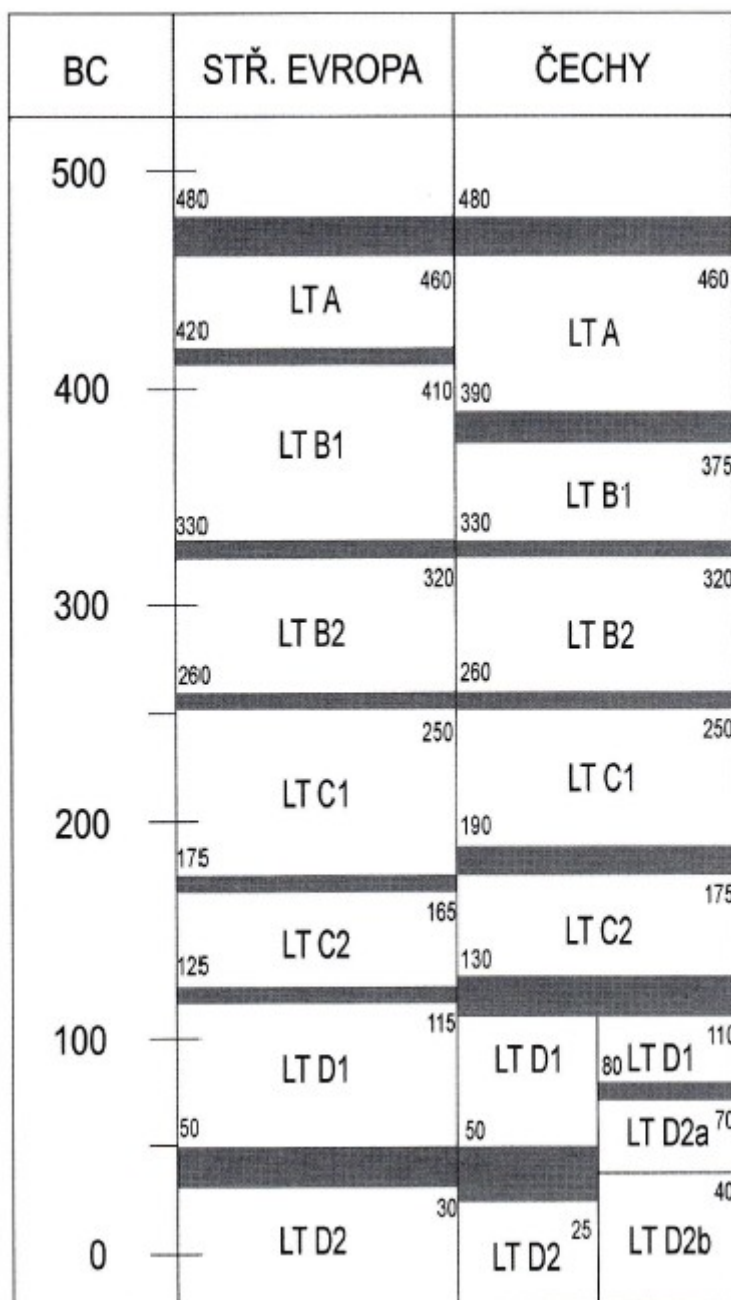 BC STŘ. EVROPA ČECHY
500
480 480
460 460
LT A
420
LT A
400
410 390
LT B1
375
LT B1
330 330
320 320
300
LT B2 LT B2
260 260
250 250
LT C1 LT C1
200
190
175
175
165
LT C2 LT C2
125 130
115 110
100
LT D1 LT D1 80 LT D1
50 50 LT D2a 70
30 25 40
0 LT D2 LT D2 LT D2b